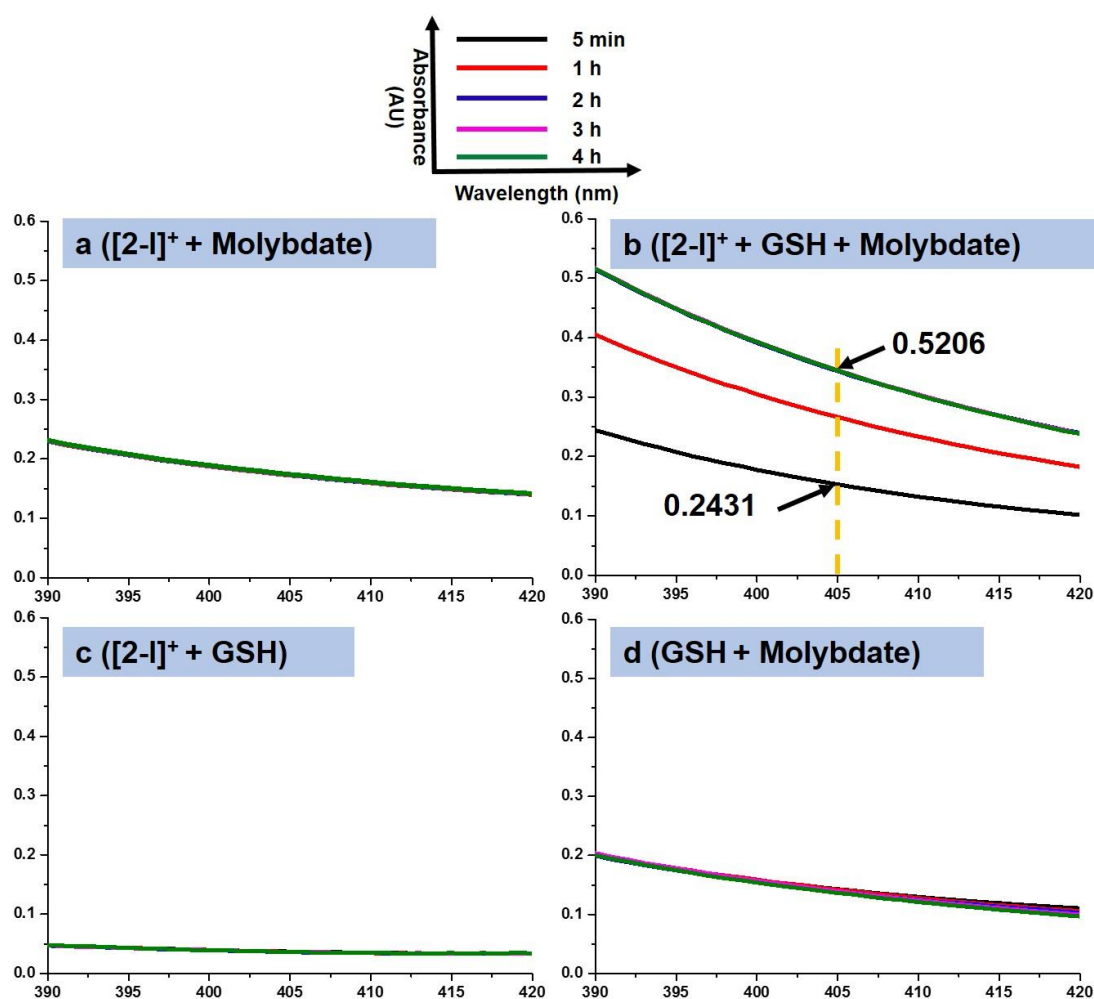 Absorbance
(AU)
5 min
1 h
2 h
3 h
4 h
Wavelength (nm)
a ([2-I]⁺ + Molybdate)
0.6
0.5
0.4
0.3
0.2
0.1
0.0
390 395 400 405 410 415 420
b ([2-I]⁺ + GSH + Molybdate)
0.6
0.5
0.4
0.3
0.2
0.1
0.0
0.5206
0.2431
390 395 400 405 410 415 420
c ([2-I]⁺ + GSH)
0.6
0.5
0.4
0.3
0.2
0.1
0.0
390 395 400 405 410 415 420
d (GSH + Molybdate)
0.6
0.5
0.4
0.3
0.2
0.1
0.0
390 395 400 405 410 415 420